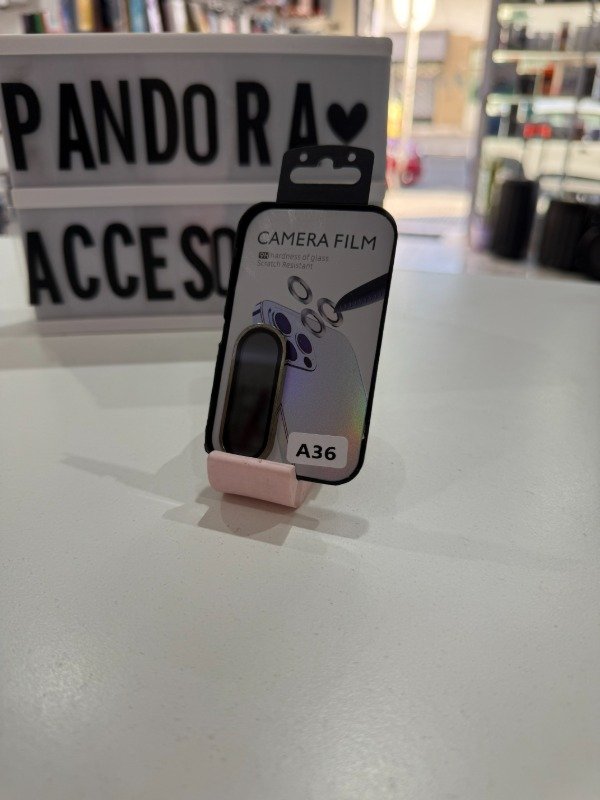 PANDORA♥
ACCESO
CAMERA FILM
9H hardness of glass
Scratch Resistant
A36